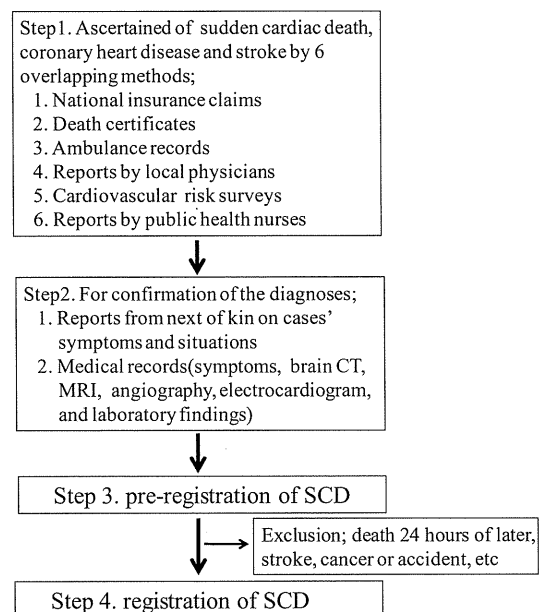 Step1. Ascertained of sudden cardiac death,
coronary heart disease and stroke by 6
overlapping methods;
1. National insurance claims
2. Death certificates
3. Ambulance records
4. Reports by local physicians
5. Cardiovascular risk surveys
6. Reports by public health nurses
Step2. For confirmation of the diagnoses;
1. Reports from next of kin on cases'
symptoms and situations
2. Medical records(symptoms, brain CT,
MRI, angiography, electrocardiogram,
and laboratory findings)
Step 3. pre-registration of SCD
Exclusion; death 24 hours of later,
stroke, cancer or accident, etc
Step 4. registration of SCD